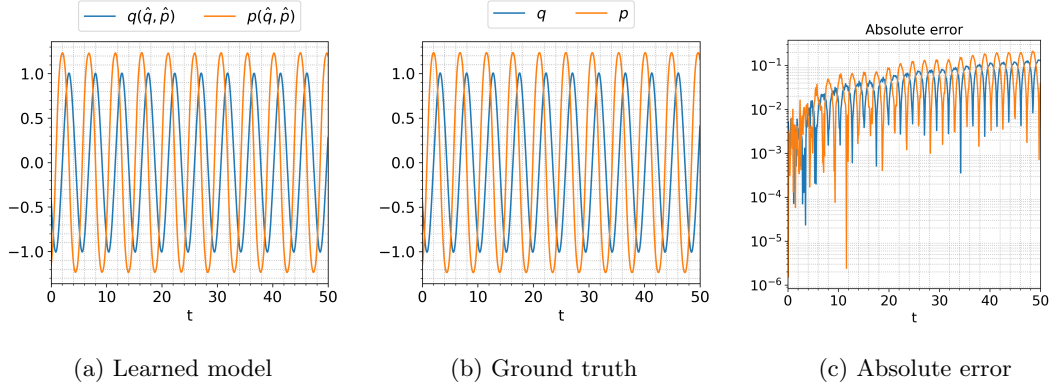 q(q̂, p̂) p(q̂, p̂)
1.0
0.5
0.0
−0.5
−1.0
0 10 20 30 40 50
t
(a) Learned model
q p
1.0
0.5
0.0
−0.5
−1.0
0 10 20 30 40 50
t
(b) Ground truth
Absolute error
10⁻¹
10⁻²
10⁻³
10⁻⁴
10⁻⁵
10⁻⁶
0 10 20 30 40 50
t
(c) Absolute error